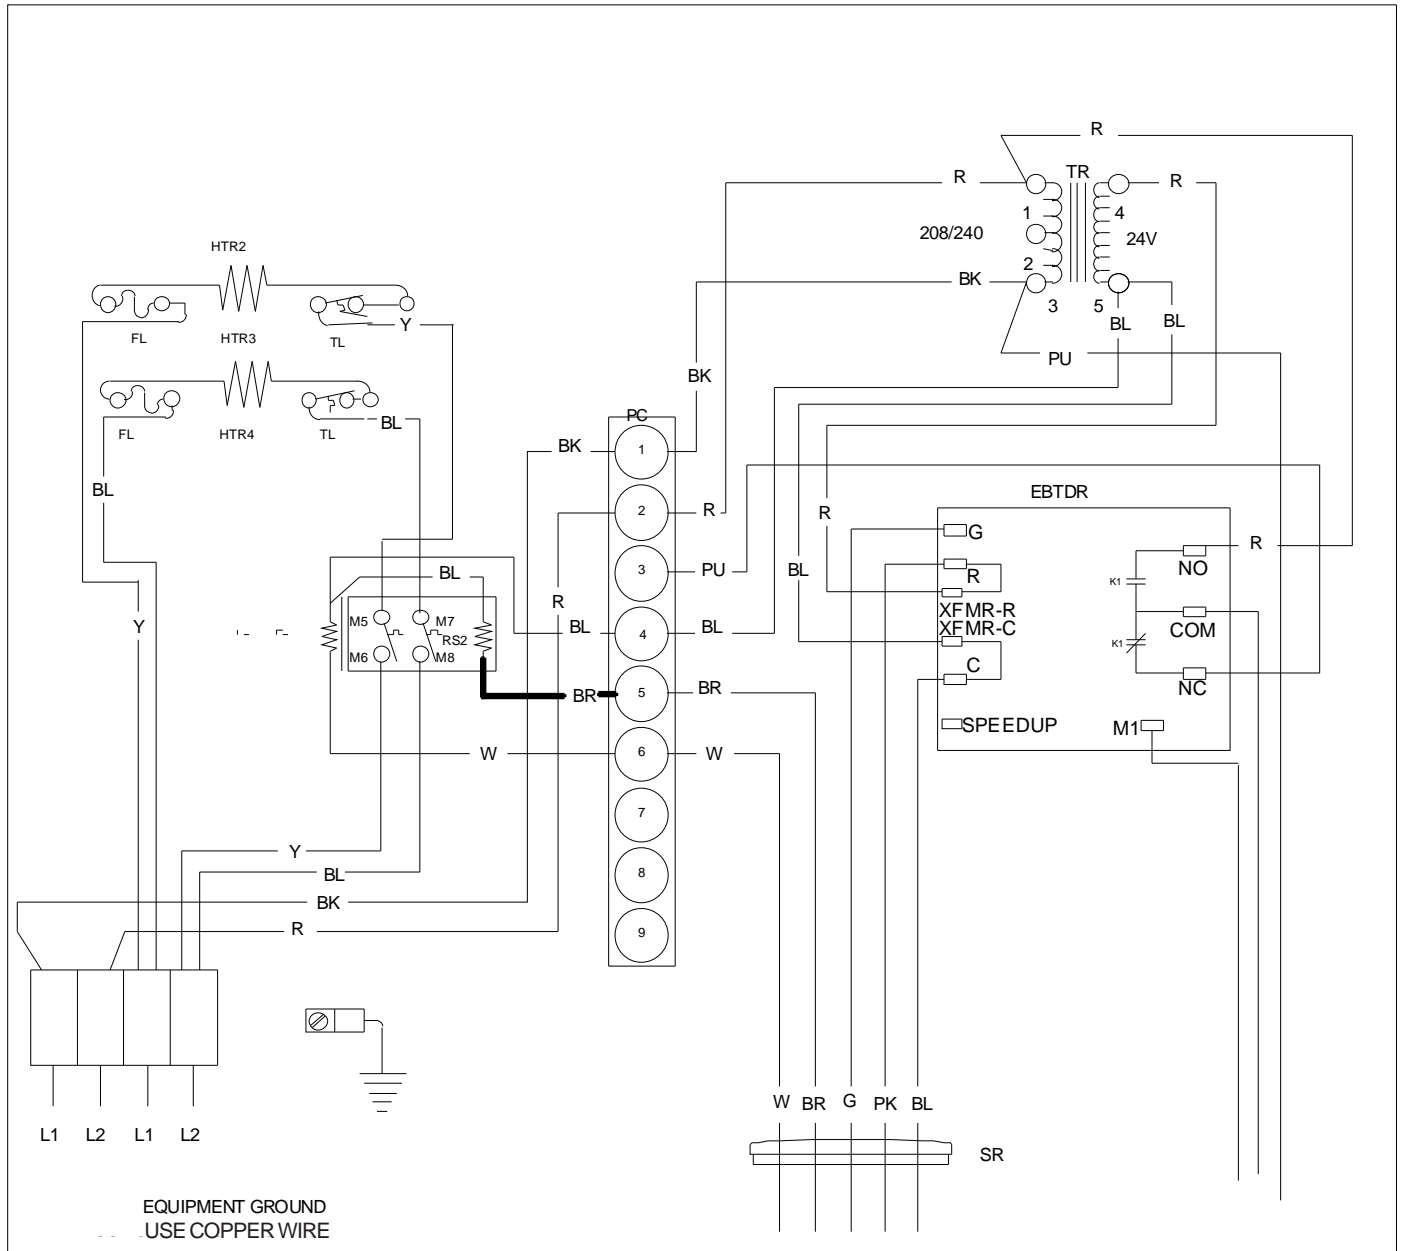 R
TR
R
R
1
4
208/240
24V
HTR2
2
BK
3
5
BL
BL
Y
FL
HTR3
TL
PU
BK
PC
BL
FL
HTR4
TL
BK
1
BL
EBTDR
2
R
R
G
R
NO
K1
3
PU
BL
R
BL
R
XFMR-R
XFMR-C
COM
K1
Y
M5
M7
RS2
BL
4
BL
M6
M8
C
NC
BR
5
BR
SPEEDUP
M1
W
6
W
7
Y
BL
8
BK
R
9
W BR G PK BL
L1 L2 L1 L2
SR
EQUIPMENT GROUND
USE COPPER WIRE